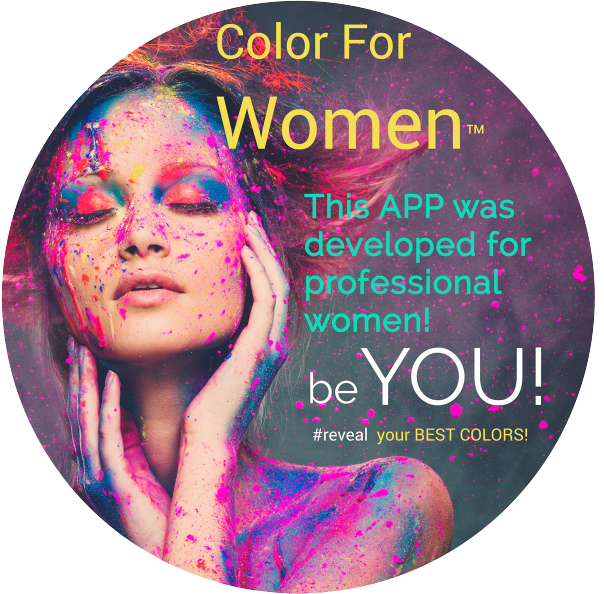 Color For
Women™
This APP was
developed for
professional
women!
be YOU!
#reveal your BEST COLORS!